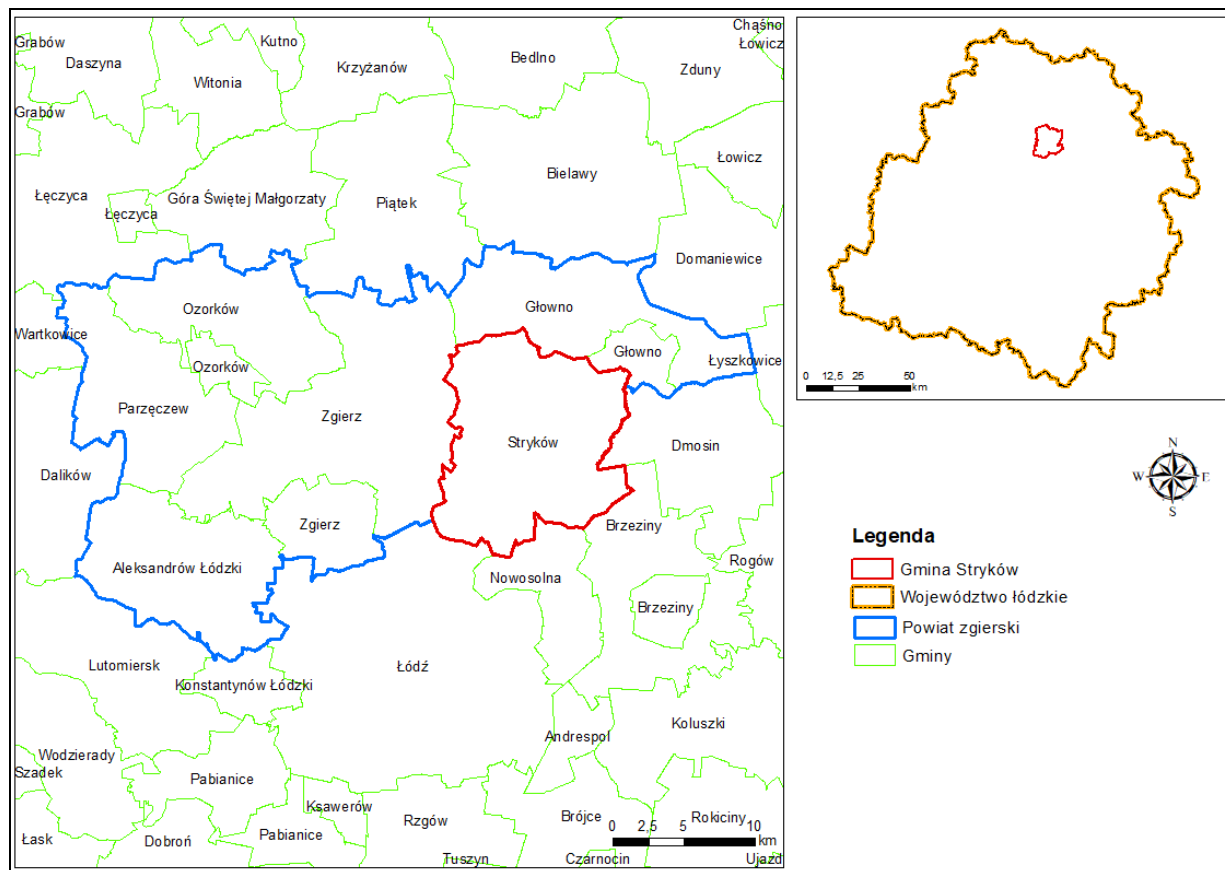 Chąśno
Grabów
Kutno
Łowicz
Daszyna
Witonia
Krzyżanów
Bedlno
Zduny
Grabów
Łowicz
Bielawy
Łęczyca
Góra Świętej Małgorzaty
Piątek
Łęczyca
Domaniewice
Ozorków
Głowno
Wartkowice
Głowno
Łyszkowice
Ozorków
Parzęczew
Zgierz
Stryków
Dmosin
Dalików
Zgierz
Brzeziny
Aleksandrów Łódzki
Nowosolna
Rogów
Brzeziny
Lutomiersk
Łódź
Konstantynów Łódzki
Koluszki
Andrespol
Wodzierady
Szadek
Pabianice
Ksawerów
Rzgów
Brójce
Rokiciny
Łask
Dobroń
Pabianice
0 2,5 5 10
km
Tuszyn
Czarnocin
Ujazd
0 12,5 25 50
km
N
W E
S
Legenda
Gmina Stryków
Województwo łódzkie
Powiat zgierski
Gminy